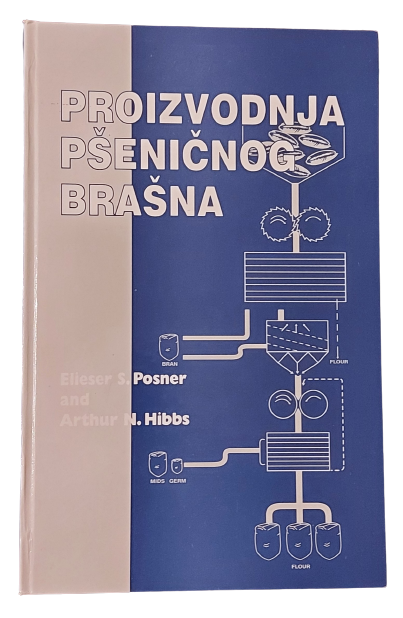 PROIZVODNJA
PŠENIČNOG
BRAŠNA
BRAN
FLOUR
Elieser S. Posner
and
Arthur N. Hibbs
MIDS GERM
FLOUR